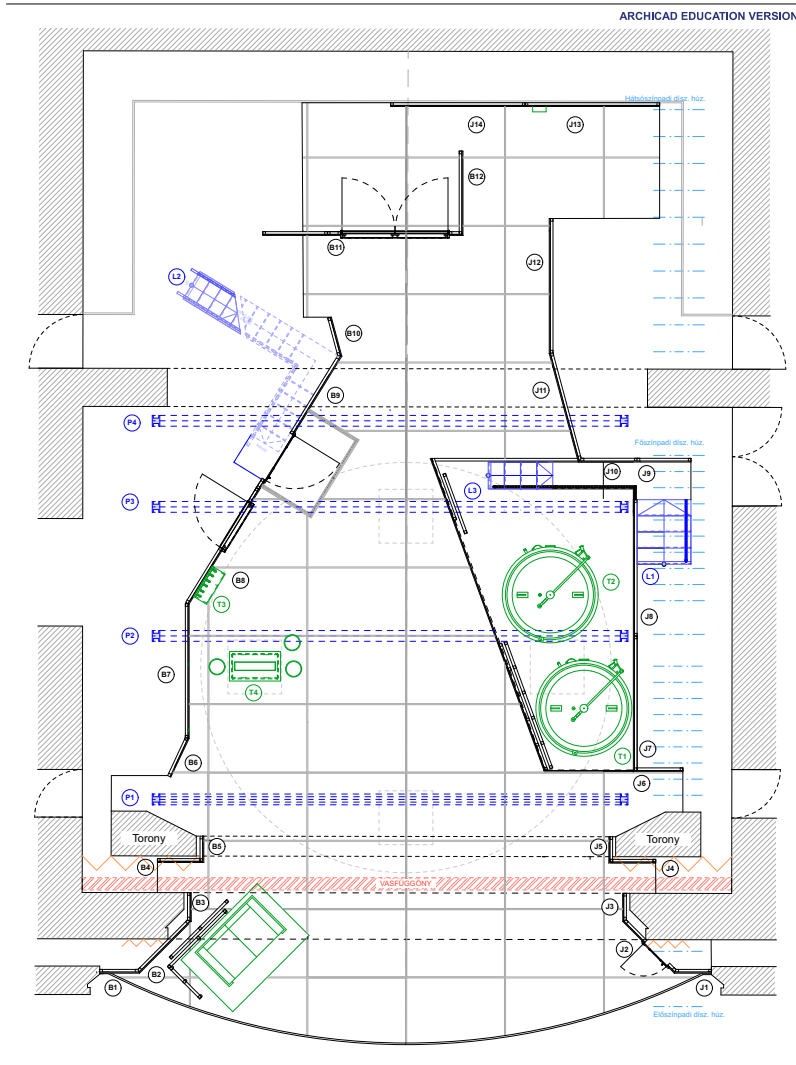 ARCHICAD EDUCATION VERSION
Hátsószínpadi dísz. húz.
J14
J13
B12
B11
J12
L2
B10
B9
J11
P4
Főszínpadi dísz. húz.
J10
J9
L3
P3
B8
T2
L1
T3
J8
P2
B7
T4
J7
T1
B6
J6
P1
Torony
Torony
B5
J5
B4
J4
VASFÜGGÖNY
B3
J3
B2
J2
B1
J1
Előszínpadi dísz. húz.